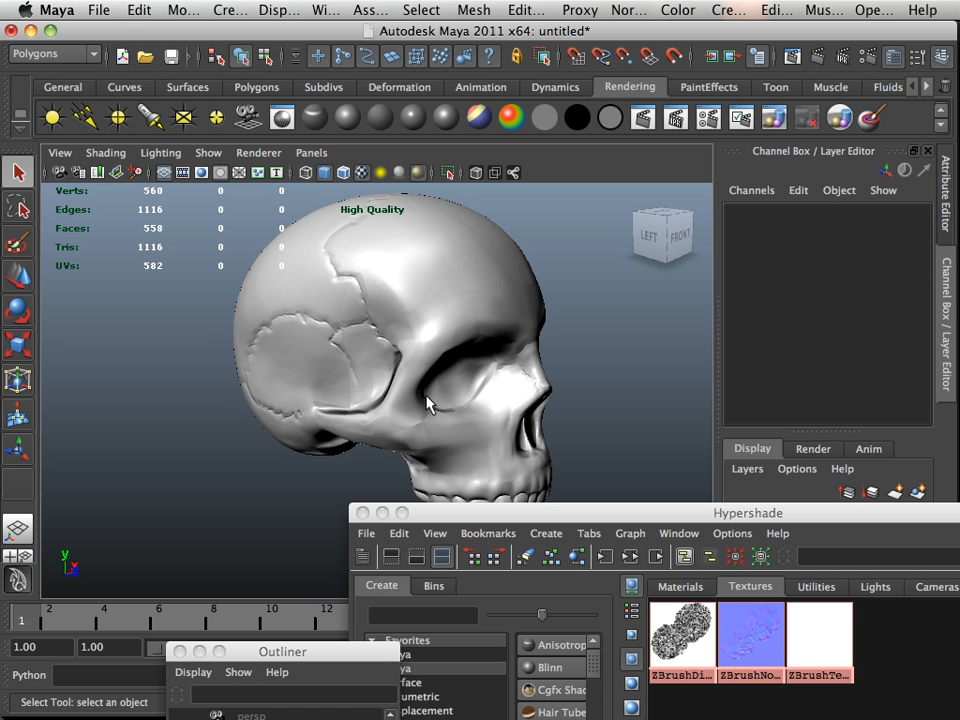 Maya File Edit Mo... Cre... Disp... Wi... Ass... Select Mesh Edit... Proxy Nor... Color Cre... Edi... Mus... Ope... Help
Autodesk Maya 2011 x64: untitled*
Polygons
General Curves Surfaces Polygons Subdivs Deformation Animation Dynamics Rendering PaintEffects Toon Muscle Fluids
View Shading Lighting Show Renderer Panels
Channel Box / Layer Editor
Channels Edit Object Show
Attribute Editor
Channel Box / Layer Editor
Verts: 560 0 0
Edges: 1116 0 0
Faces: 558 0 0
Tris: 1116 0 0
UVs: 582 0 0
High Quality
LEFT FRONT
Display Render Anim
Layers Options Help
y
Hypershade
File Edit View Bookmarks Create Tabs Graph Window Options Help
Create Bins
Materials Textures Utilities Lights Cameras
ZBrushDi... ZBrushNo... ZBrushTe...
Favorites
ya
ya
rface
umetric
placement
Anisotrop
Blinn
Cgfx Shad
Hair Tube
1 2 4 6 8 10 12
1.00 1.00
Python
Select Tool: select an object
Outliner
Display Show Help
persp